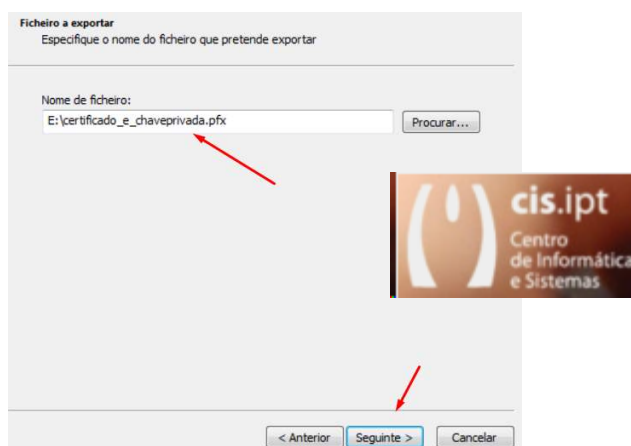 Ficheiro a exportar
Especifique o nome do ficheiro que pretende exportar
Nome de ficheiro:
E:\certificado_e_chaveprivada.pfx
Procurar...
cis.ipt
Centro
de Informática
e Sistemas
< Anterior
Seguinte >
Cancelar